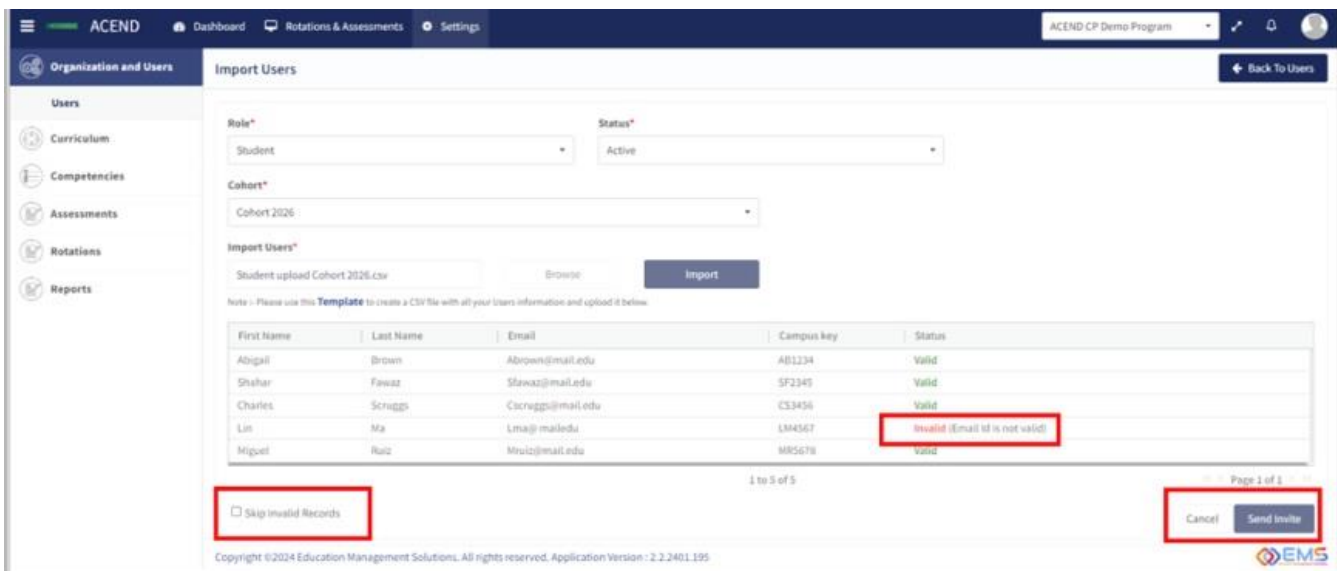 ACEND Dashboard Rotations & Assessments Settings ACEND CP Demo Program
Organization and Users
Import Users
Back To Users
Users
Curriculum
Competencies
Assessments
Rotations
Reports
Role* Status*
Student Active
Cohort*
Cohort 2026
Import Users*
Student upload Cohort 2026.csv Browse Import
Note :- Please use this Template to create a CSV file with all your Users information and upload it below.
First Name Last Name Email Campus key Status
Abigail Brown Abrown@mail.edu AB1234 Valid
Shahar Fawaz Sfawaz@mail.edu SF2345 Valid
Charles Scruggs Cscruggs@mail.edu CS3456 Valid
Lin Ma Lma@mailedu LM4567 Invalid (Email Id is not valid)
Miguel Ruiz Mruiz@mail.edu MR5678 Valid
1 to 5 of 5 Page 1 of 1
Skip Invalid Records
Cancel Send Invite
Copyright ©2024 Education Management Solutions. All rights reserved. Application Version : 2.2.2401.195
EMS